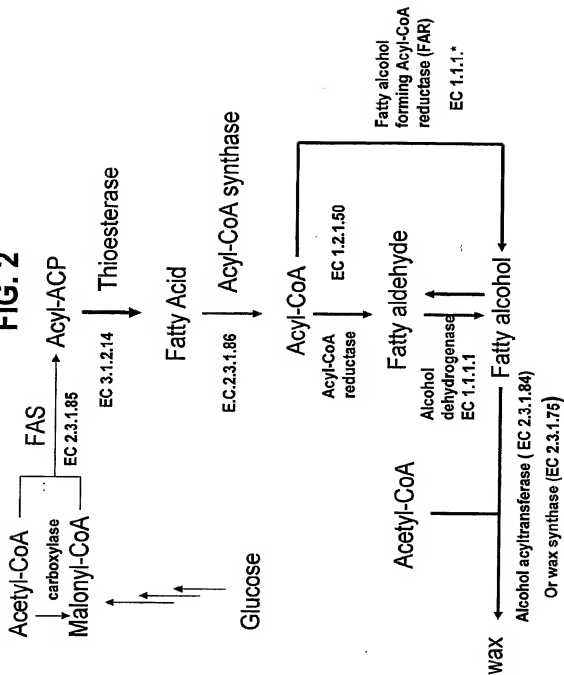 FIG. 2
Acetyl-CoA
carboxylase
Malonyl-CoA
Glucose
FAS
EC 2.3.1.85
Acyl-ACP
EC 3.1.2.14
Thioesterase
Fatty Acid
E.C.2.3.1.86
Acyl-CoA synthase
Acyl-CoA
Acyl-CoA
reductase
EC 1.2.1.50
Fatty aldehyde
Alcohol
dehydrogenase
EC 1.1.1.1
Fatty alcohol
Fatty alcohol
forming Acyl-CoA
reductase (FAR)
EC 1.1.1.*
Acetyl-CoA
wax
Alcohol acyltransferase ( EC 2.3.1.84)
Or wax synthase (EC 2.3.1.75)